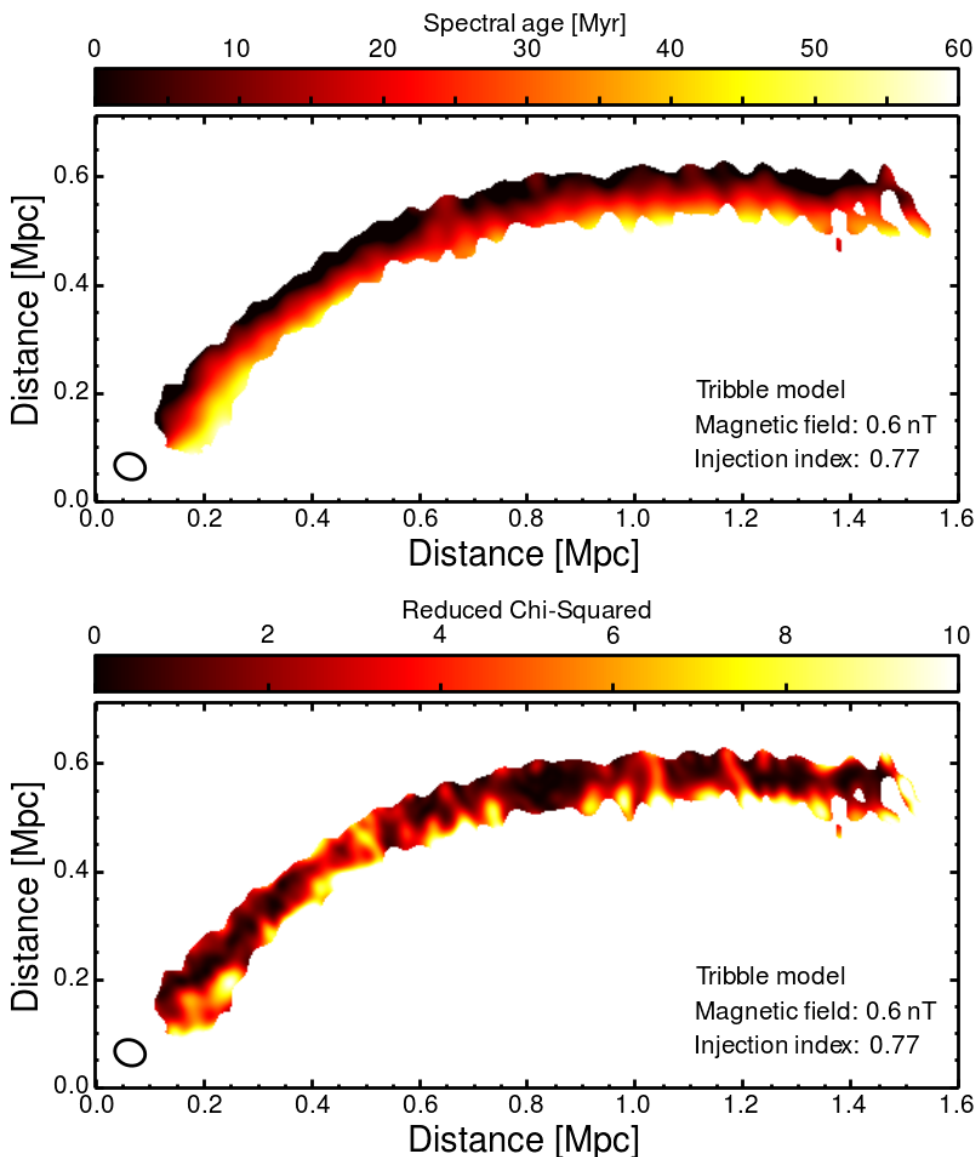 Spectral age [Myr]
0 10 20 30 40 50 60
0.6
0.4
0.2
0.0
Distance [Mpc]
Tribble model
Magnetic field: 0.6 nT
Injection index: 0.77
0.0 0.2 0.4 0.6 0.8 1.0 1.2 1.4 1.6
Distance [Mpc]
Reduced Chi-Squared
0 2 4 6 8 10
0.6
0.4
0.2
0.0
Distance [Mpc]
Tribble model
Magnetic field: 0.6 nT
Injection index: 0.77
0.0 0.2 0.4 0.6 0.8 1.0 1.2 1.4 1.6
Distance [Mpc]